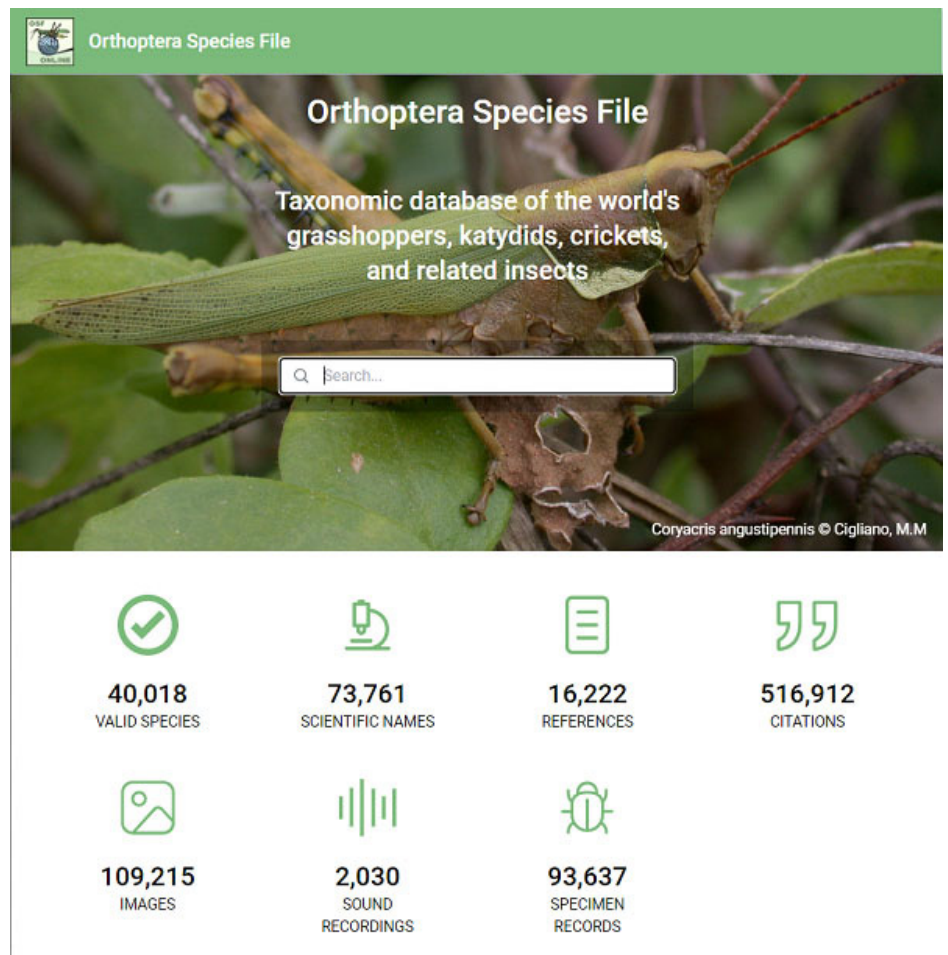 OSF
ONLINE
Orthoptera Species File
Orthoptera Species File
Taxonomic database of the world's
grasshoppers, katydids, crickets,
and related insects
Search...
Coryacris angustipennis © Cigliano, M.M
40,018
VALID SPECIES
73,761
SCIENTIFIC NAMES
16,222
REFERENCES
516,912
CITATIONS
109,215
IMAGES
2,030
SOUND
RECORDINGS
93,637
SPECIMEN
RECORDS